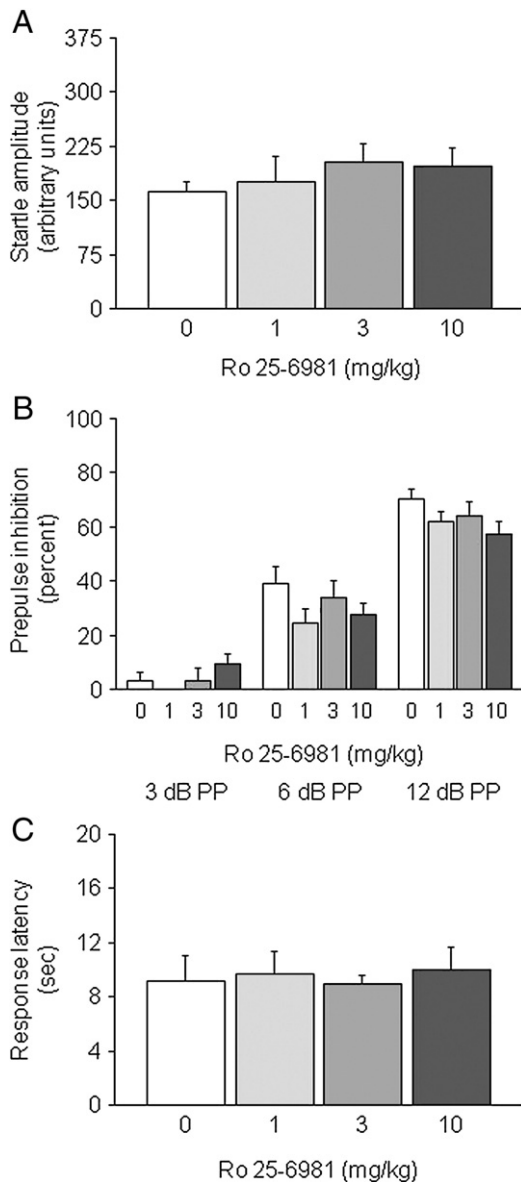 A
Startle amplitude
(arbitrary units)
375
300
225
150
75
0
0 1 3 10
Ro 25-6981 (mg/kg)
B
Prepulse inhibition
(percent)
100
80
60
40
20
0
0 1 3 10 0 1 3 10 0 1 3 10
Ro 25-6981 (mg/kg)
3 dB PP 6 dB PP 12 dB PP
C
Response latency
(sec)
20
16
12
8
4
0
0 1 3 10
Ro 25-6981 (mg/kg)